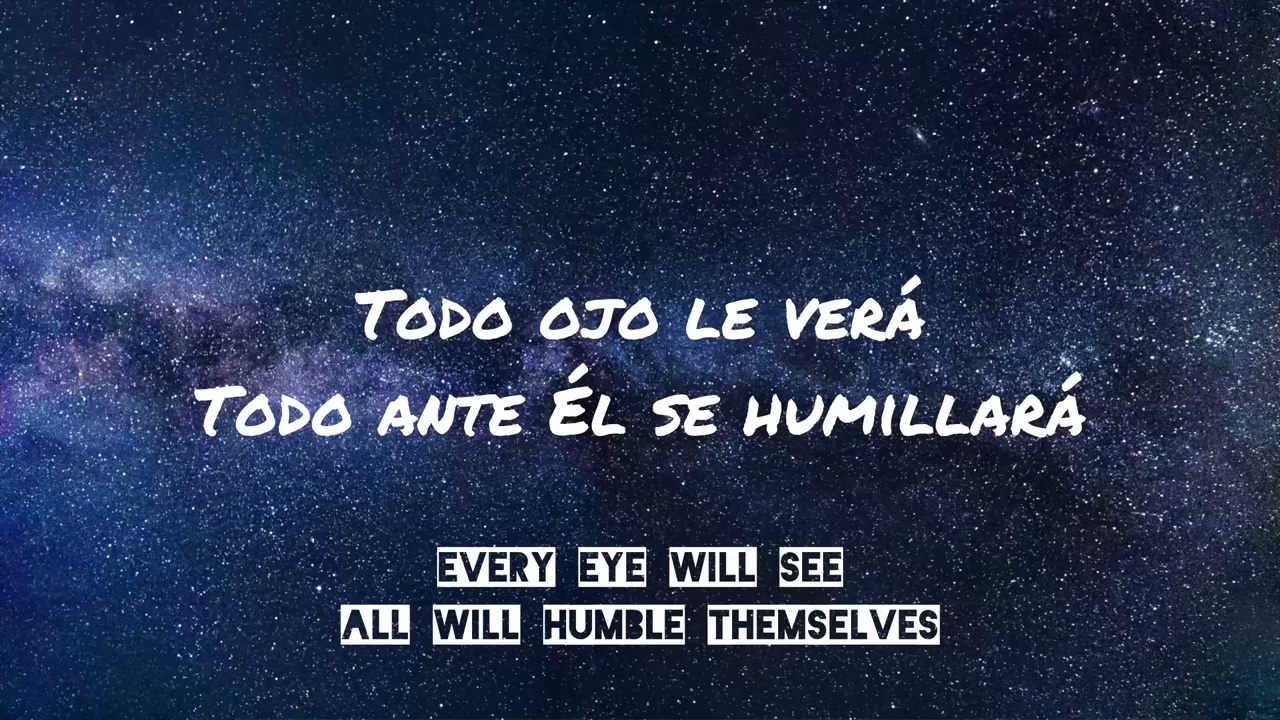 Todo ojo le verá
Todo ante Él se humillará
EVERY EYE WILL SEE
ALL WILL HUMBLE THEMSELVES